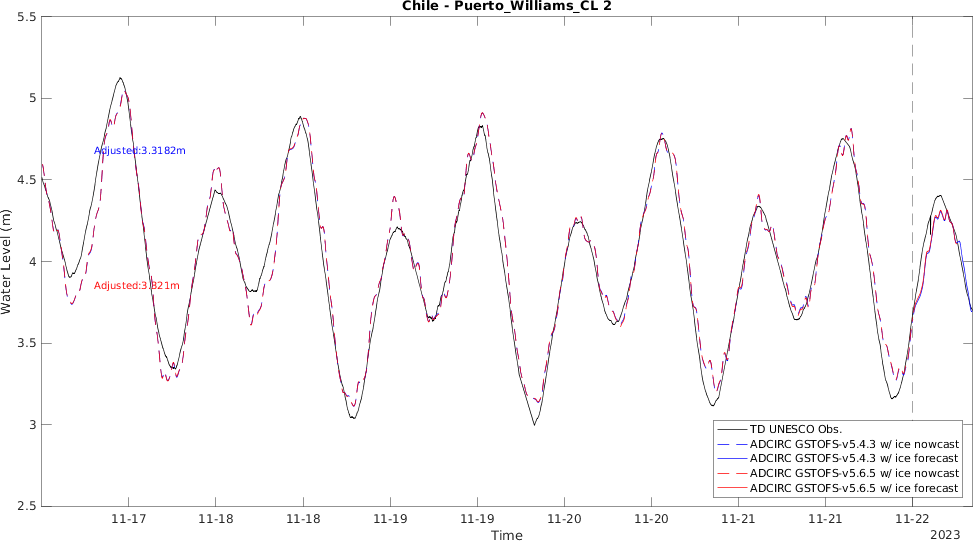 Chile - Puerto_Williams_CL 2
5.5
5
4.5
4
3.5
3
2.5
Water Level (m)
Adjusted:3.3182m
Adjusted:3.321m
TD UNESCO Obs.
ADCIRC GSTOFS-v5.4.3 w/ ice nowcast
ADCIRC GSTOFS-v5.4.3 w/ ice forecast
ADCIRC GSTOFS-v5.6.5 w/ ice nowcast
ADCIRC GSTOFS-v5.6.5 w/ ice forecast
11-17 11-18 11-18 11-19 11-19 11-20 11-20 11-21 11-21 11-22
Time
2023